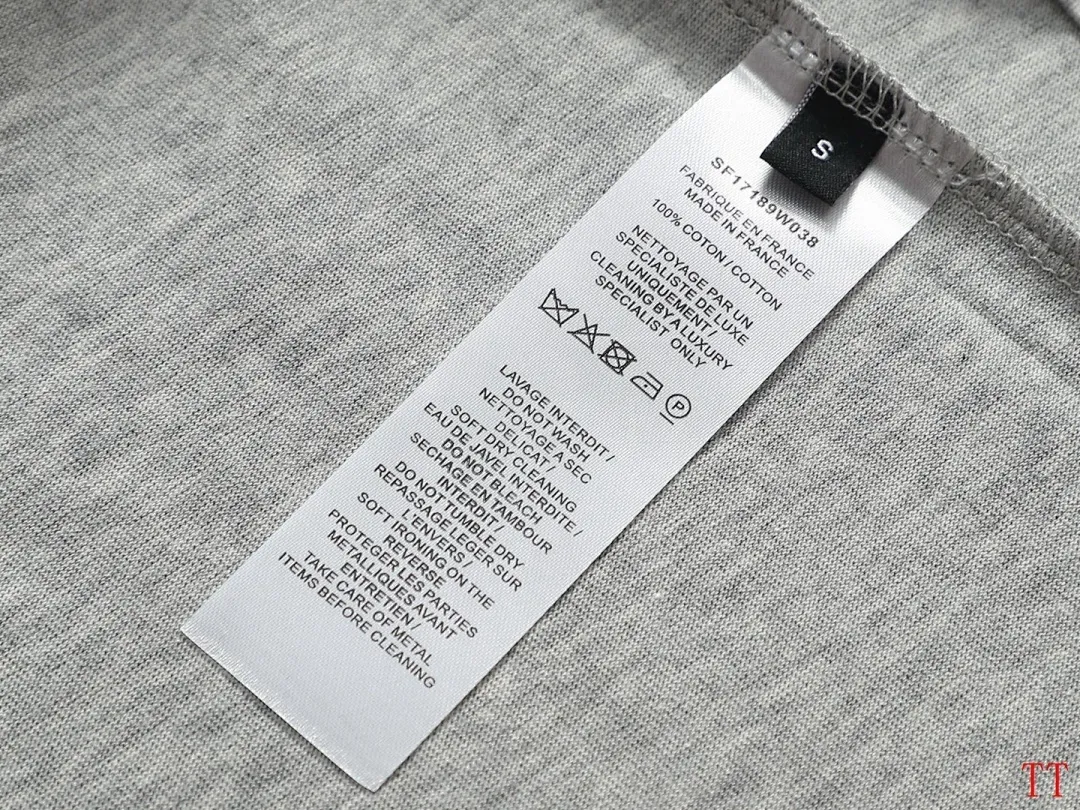 S
SF17189W038
FABRIQUE EN FRANCE
MADE IN FRANCE
100% COTON / COTTON
NETTOYAGE PAR UN
SPECIALISTE DE LUXE
UNIQUEMENT /
CLEANING BY A LUXURY
SPECIALIST ONLY
P
LAVAGE INTERDIT /
DO NOT WASH
NETTOYAGE A SEC
DELICAT /
SOFT DRY CLEANING
EAU DE JAVEL INTERDITE /
DO NOT BLEACH
SECHAGE EN TAMBOUR
INTERDIT /
DO NOT TUMBLE DRY
REPASSAGE LEGER SUR
L'ENVERS /
SOFT IRONING ON THE
REVERSE
PROTEGER LES PARTIES
METALLIQUES AVANT
ENTRETIEN /
TAKE CARE OF METAL
ITEMS BEFORE CLEANING
TT